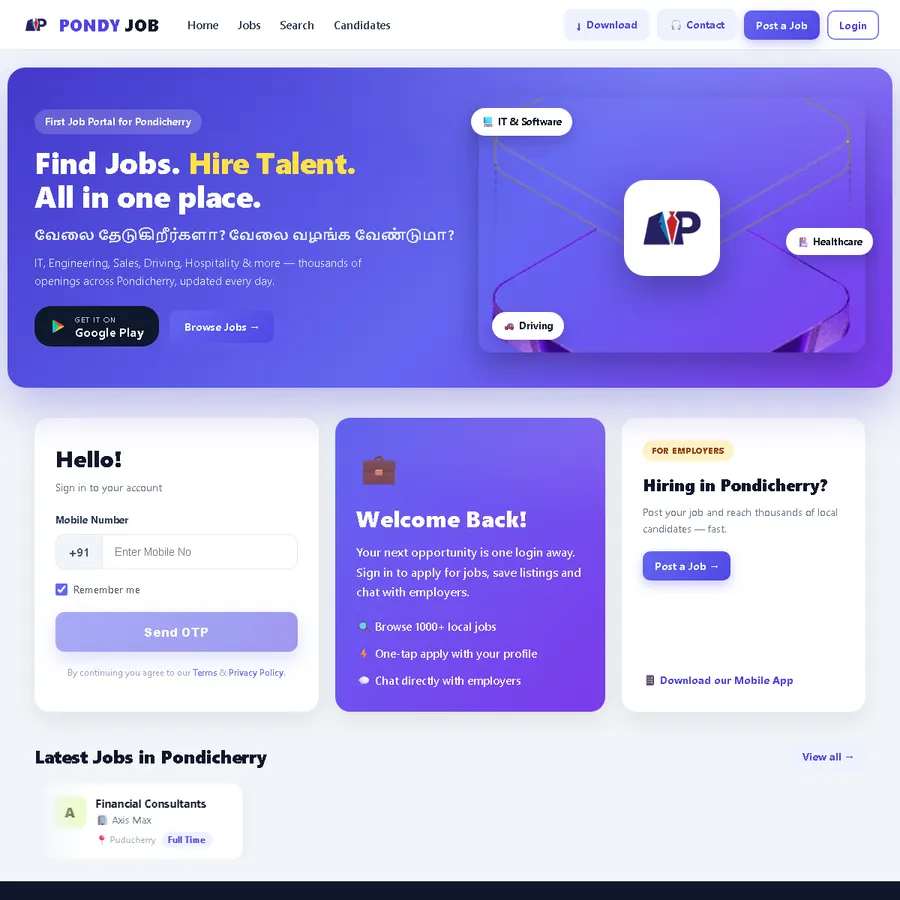 PONDY JOB
Home
Jobs
Search
Candidates
↓ Download
Contact
Post a Job
Login
First Job Portal for Pondicherry
Find Jobs. Hire Talent.
All in one place.
வேலை தேடுகிறீர்களா? வேலை வழங்க வேண்டுமா?
IT, Engineering, Sales, Driving, Hospitality & more — thousands of
openings across Pondicherry, updated every day.
GET IT ON
Google Play
Browse Jobs →
IT & Software
P
Healthcare
Driving
Hello!
Sign in to your account
Mobile Number
+91
Enter Mobile No
Remember me
Send OTP
By continuing you agree to our Terms & Privacy Policy.
Welcome Back!
Your next opportunity is one login away.
Sign in to apply for jobs, save listings and
chat with employers.
Browse 1000+ local jobs
One-tap apply with your profile
Chat directly with employers
FOR EMPLOYERS
Hiring in Pondicherry?
Post your job and reach thousands of local
candidates — fast.
Post a Job →
Download our Mobile App
Latest Jobs in Pondicherry
View all →
A
Financial Consultants
Axis Max
Puducherry
Full Time